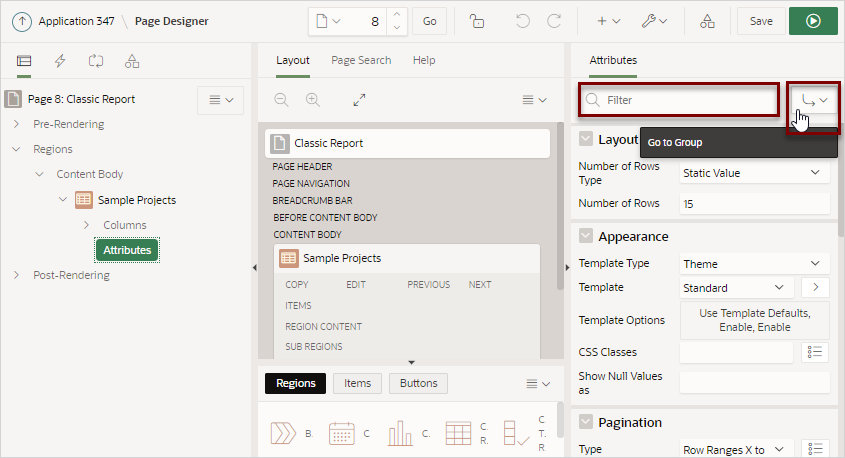 Application 347 \ Page Designer
8
Go
Save
Page 8: Classic Report
Pre-Rendering
Regions
Content Body
Sample Projects
Columns
Attributes
Post-Rendering
Layout Page Search Help
Classic Report
PAGE HEADER
PAGE NAVIGATION
BREADCRUMB BAR
BEFORE CONTENT BODY
CONTENT BODY
Sample Projects
COPY EDIT PREVIOUS NEXT
ITEMS
REGION CONTENT
SUB REGIONS
Regions Items Buttons
B. C C. C. R. C. T. R
Attributes
Filter
Go to Group
Layout
Number of Rows Type Static Value
Number of Rows 15
Appearance
Template Type Theme
Template Standard
Template Options Use Template Defaults, Enable, Enable
CSS Classes
Show Null Values as
Pagination
Type Row Ranges X to